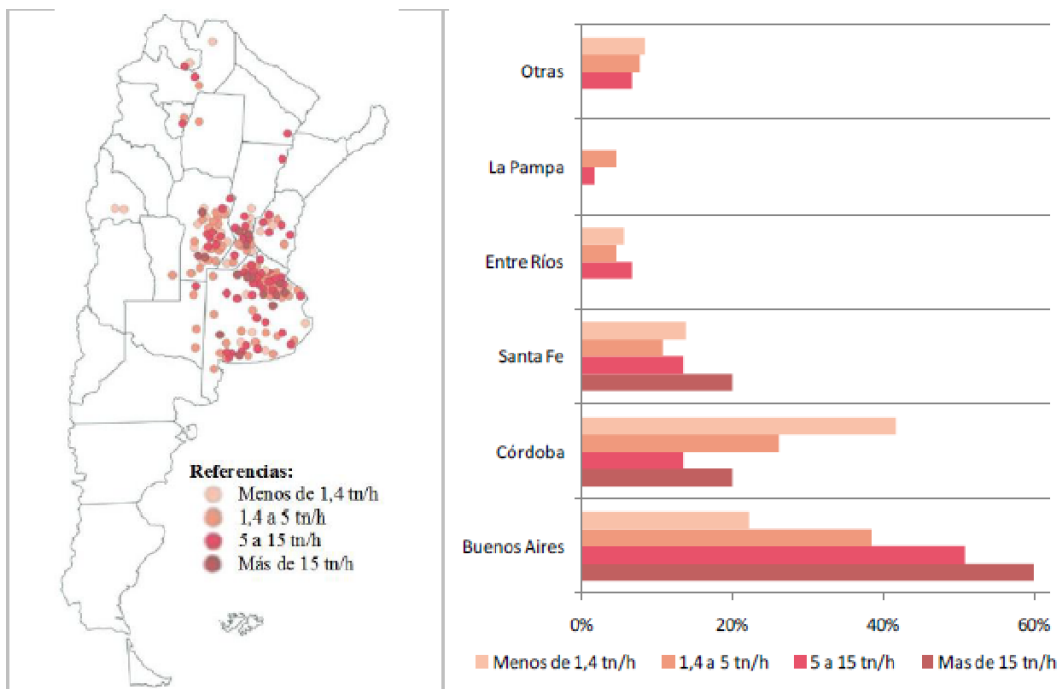 Referencias:
Menos de 1,4 tn/h
1,4 a 5 tn/h
5 a 15 tn/h
Más de 15 tn/h
Otras
La Pampa
Entre Ríos
Santa Fe
Córdoba
Buenos Aires
0% 20% 40% 60%
Menos de 1,4 tn/h 1,4 a 5 tn/h 5 a 15 tn/h Mas de 15 tn/h